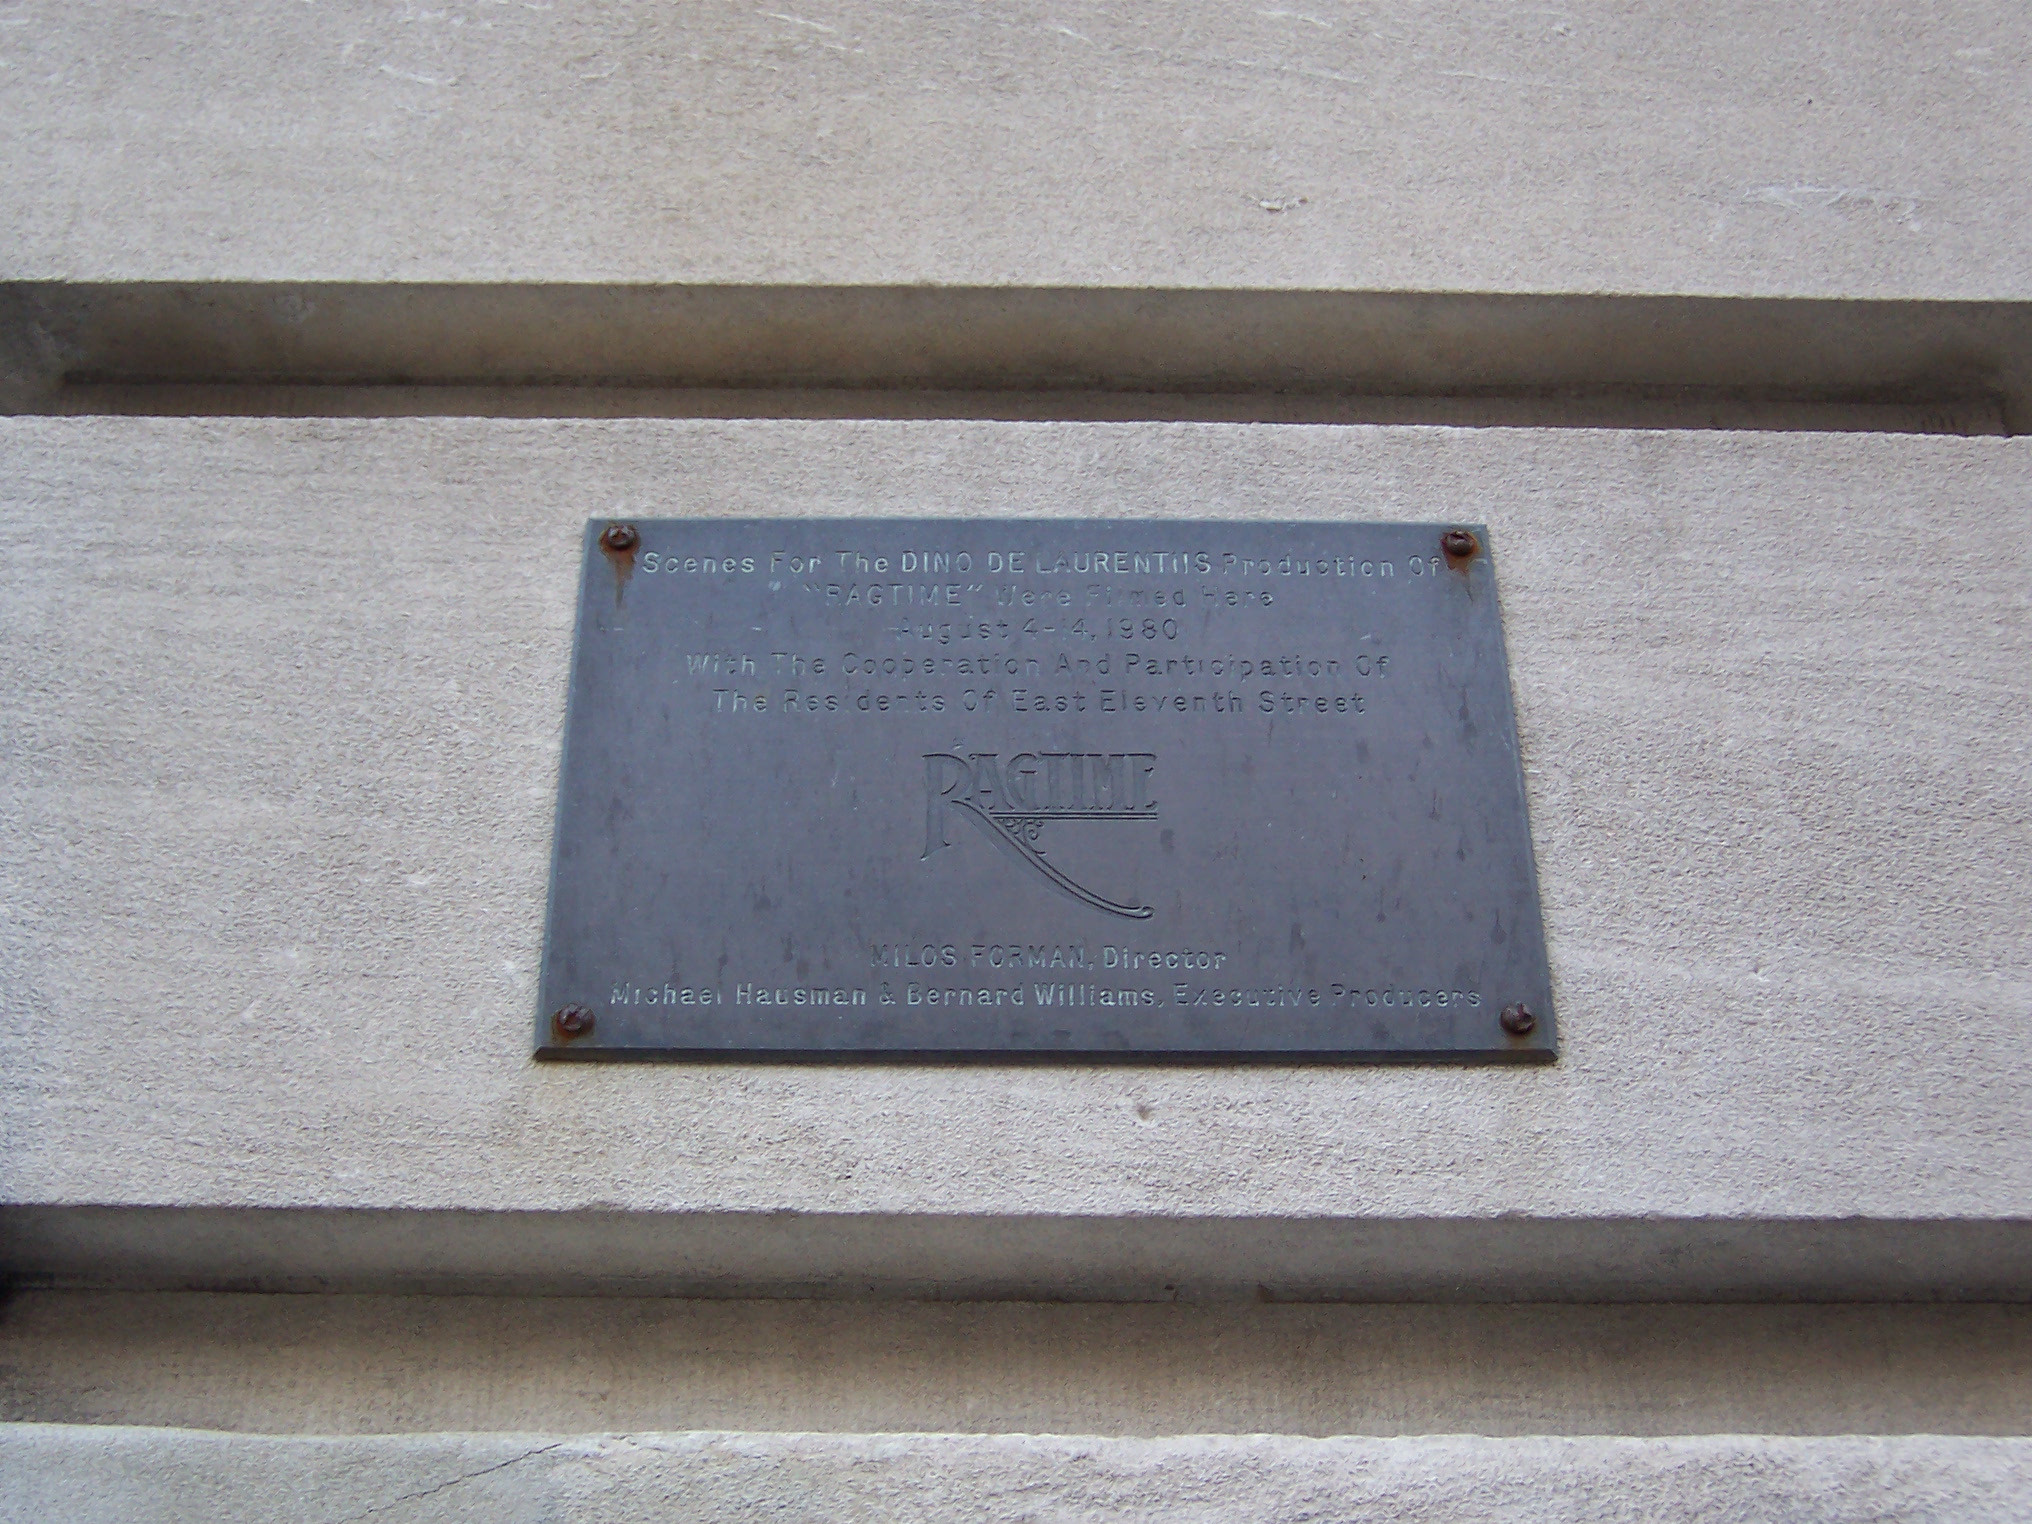 Scenes For The DINO DE LAURENTIIS Production Of
"RAGTIME" Were Filmed Here
August 4-14, 1980
With The Cooperation And Participation Of
The Residents Of East Eleventh Street
RAGTIME
MILOS FORMAN, Director
Michael Hausman & Bernard Williams, Executive Producers